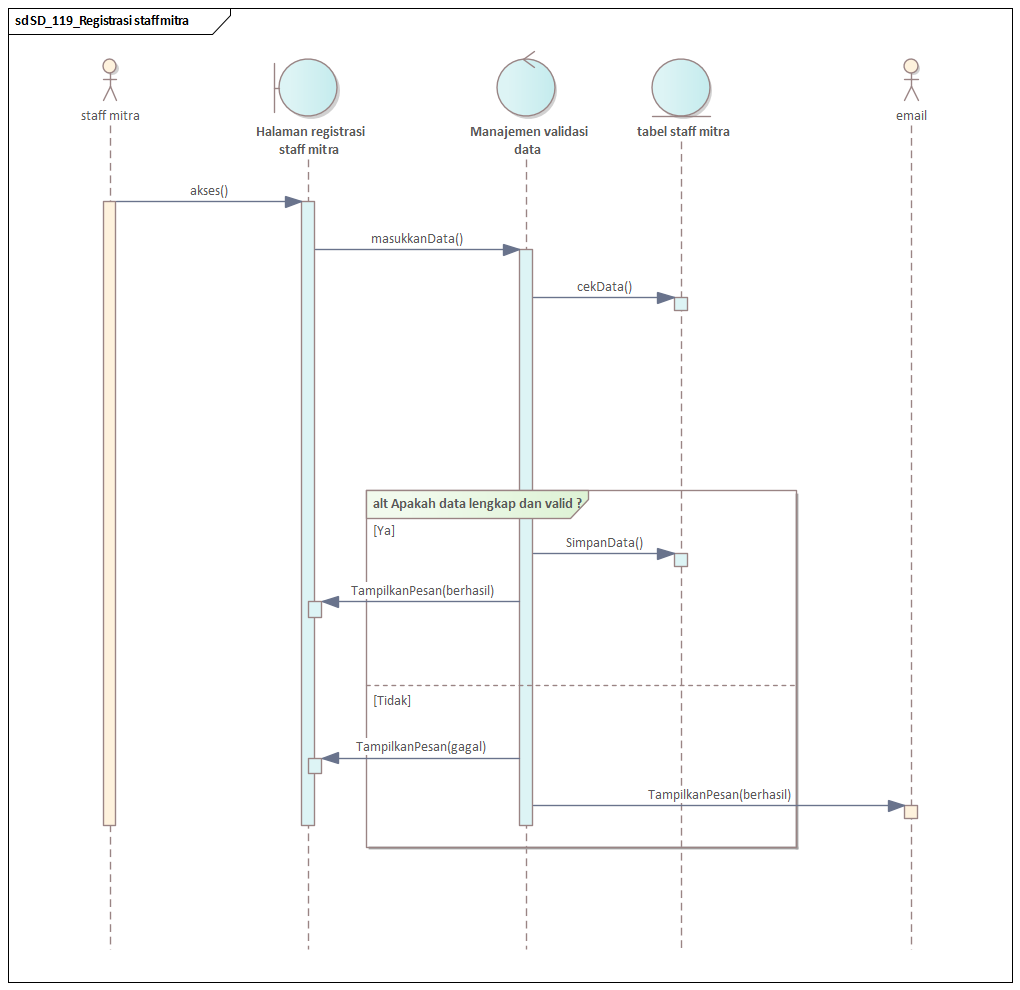 sd SD_119_Registrasi staff mitra
staff mitra
Halaman registrasi
staff mitra
Manajemen validasi
data
tabel staff mitra
email
akses()
masukkanData()
cekData()
alt Apakah data lengkap dan valid ?
[Ya]
SimpanData()
TampilkanPesan(berhasil)
[Tidak]
TampilkanPesan(gagal)
TampilkanPesan(berhasil)